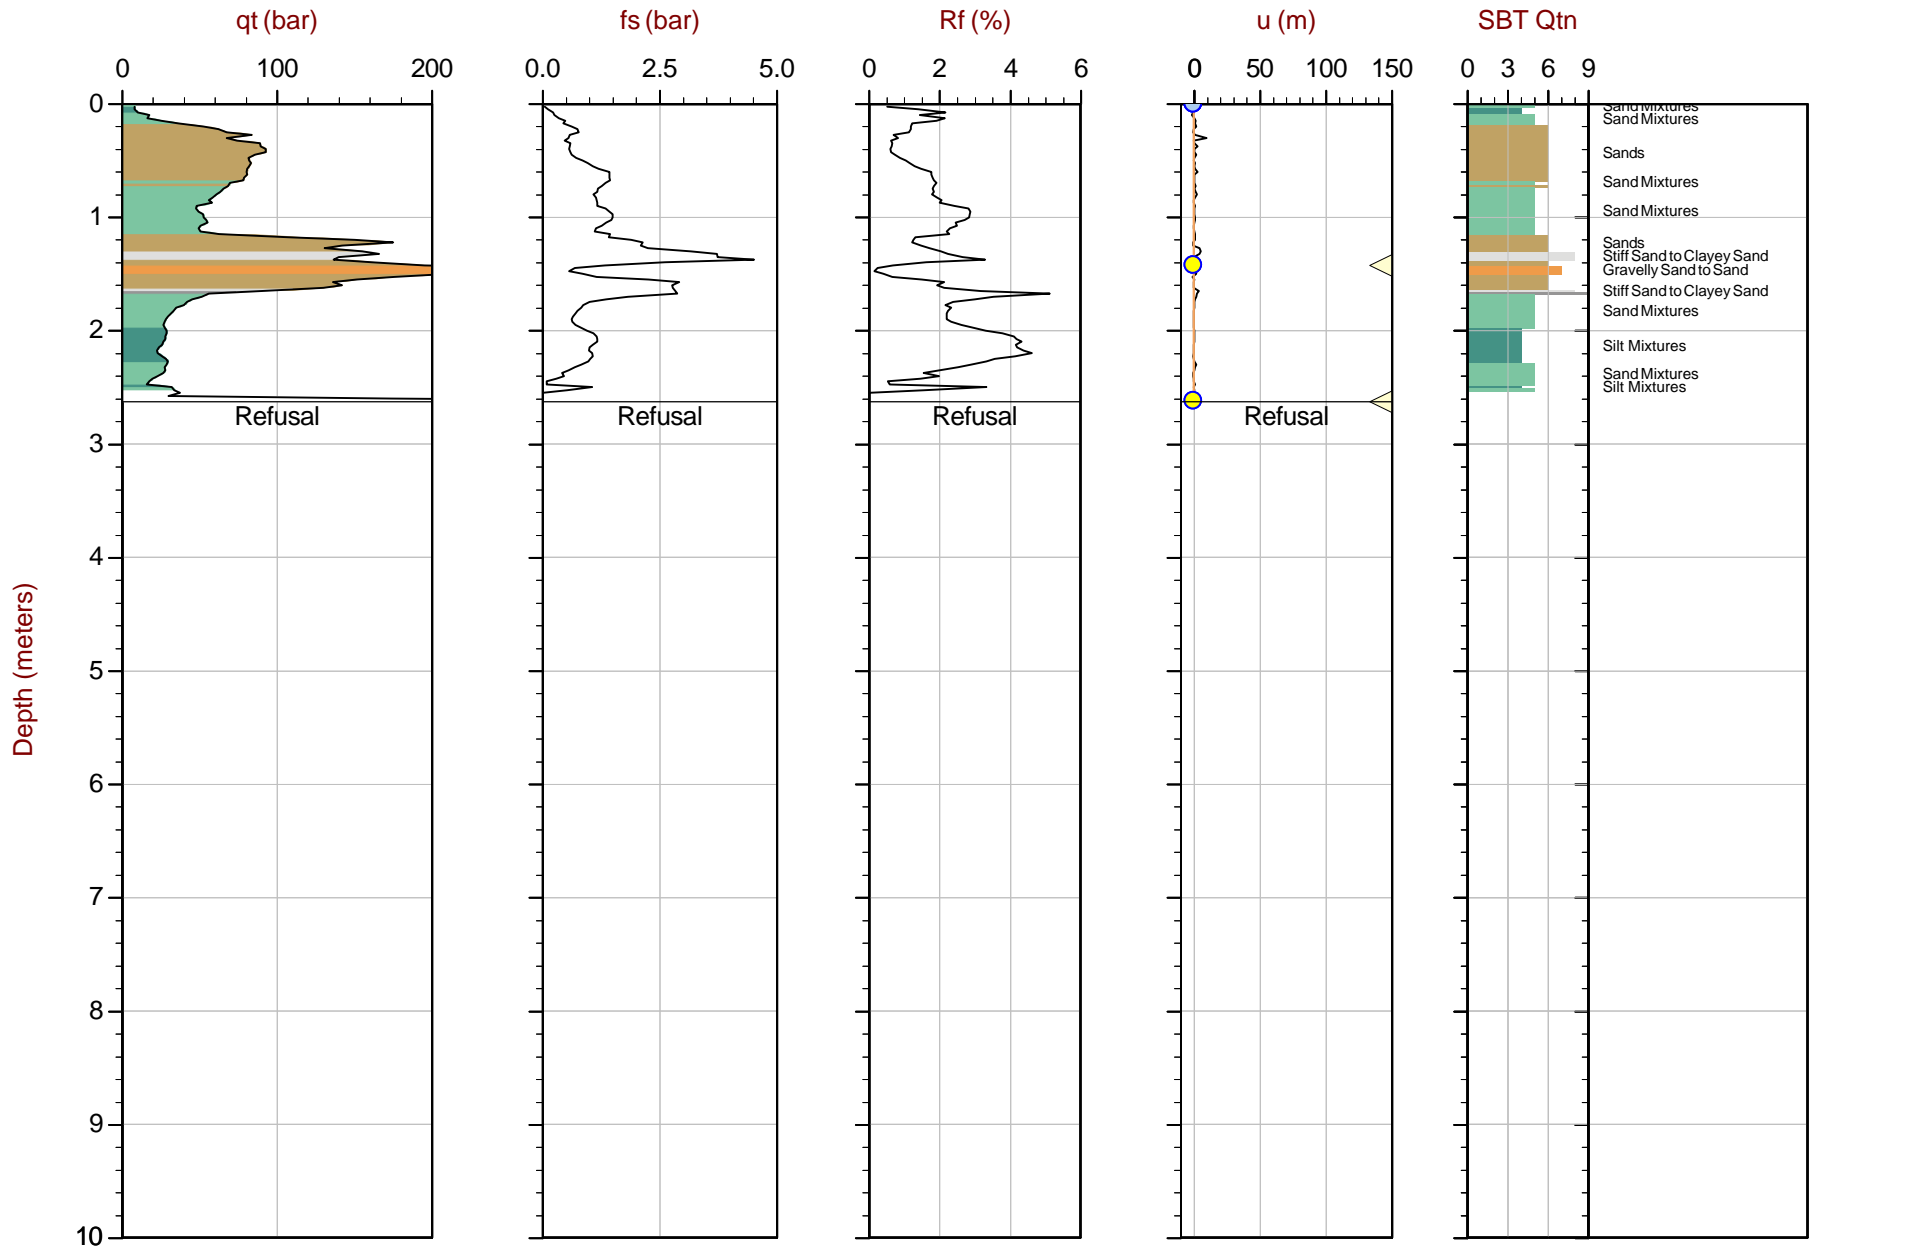 qt (bar) fs (bar) Rf (%) u (m) SBT Qtn
0 100 200 0.0 2.5 5.0 0 2 4 6 0 50 100 150 0 3 6 9
0
1
2
3
4
5
6
7
8
9
10
Depth (meters)
Sand Mixtures
Sand Mixtures
Sands
Sand Mixtures
Sand Mixtures
Sands
Stiff Sand to Clayey Sand
Gravelly Sand to Sand
Stiff Sand to Clayey Sand
Sand Mixtures
Silt Mixtures
Sand Mixtures
Silt Mixtures
Refusal Refusal Refusal Refusal